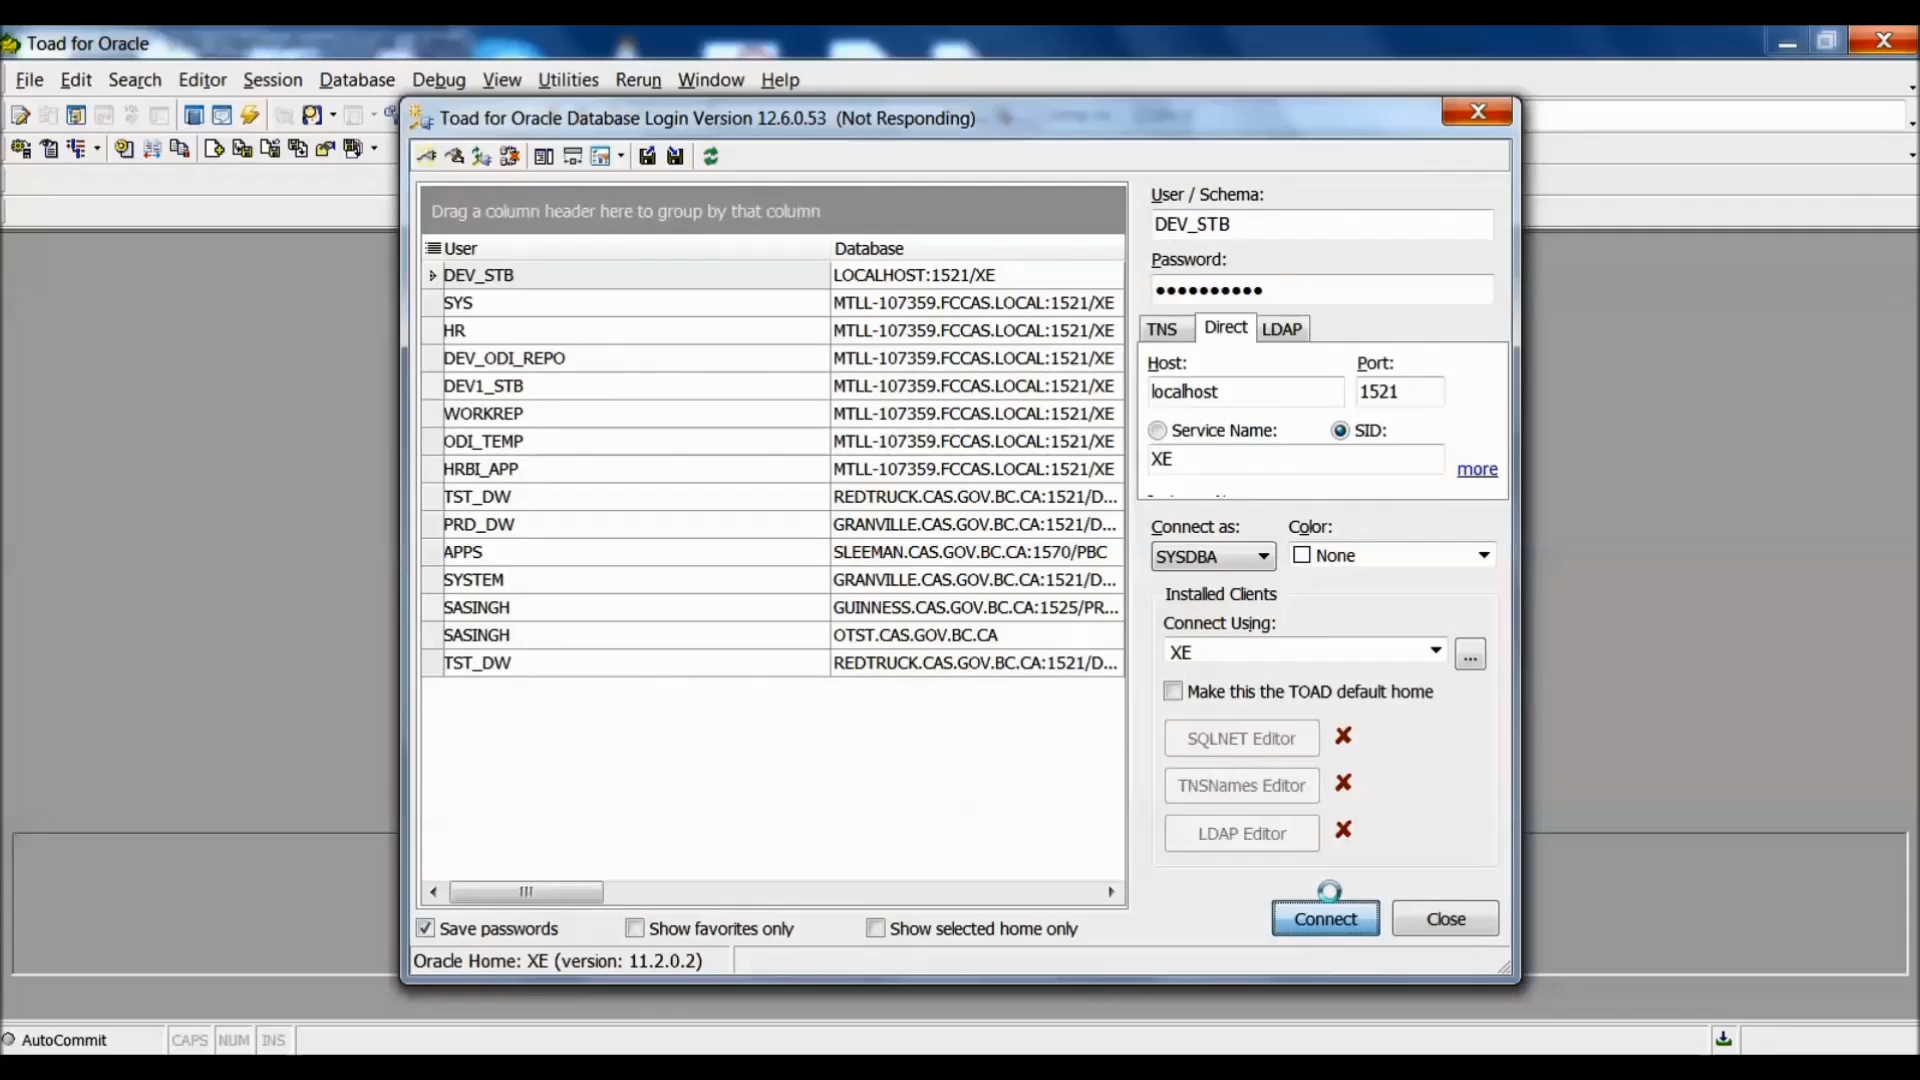 Toad for Oracle
File Edit Search Editor Session Database Debug View Utilities Rerun Window Help
Toad for Oracle Database Login Version 12.6.0.53 (Not Responding)
Drag a column header here to group by that column
User Database
DEV_STB LOCALHOST:1521/XE
SYS MTLL-107359.FCCAS.LOCAL:1521/XE
HR MTLL-107359.FCCAS.LOCAL:1521/XE
DEV_ODI_REPO MTLL-107359.FCCAS.LOCAL:1521/XE
DEV1_STB MTLL-107359.FCCAS.LOCAL:1521/XE
WORKREP MTLL-107359.FCCAS.LOCAL:1521/XE
ODI_TEMP MTLL-107359.FCCAS.LOCAL:1521/XE
HRBI_APP MTLL-107359.FCCAS.LOCAL:1521/XE
TST_DW REDTRUCK.CAS.GOV.BC.CA:1521/D...
PRD_DW GRANVILLE.CAS.GOV.BC.CA:1521/D...
APPS SLEEMAN.CAS.GOV.BC.CA:1570/PBC
SYSTEM GRANVILLE.CAS.GOV.BC.CA:1521/D...
SASINGH GUINNESS.CAS.GOV.BC.CA:1525/PR...
SASINGH OTST.CAS.GOV.BC.CA
TST_DW REDTRUCK.CAS.GOV.BC.CA:1521/D...
Save passwords Show favorites only Show selected home only
Oracle Home: XE (version: 11.2.0.2)
User / Schema:
DEV_STB
Password:
••••••••••
TNS Direct LDAP
Host: Port:
localhost 1521
Service Name: SID:
XE
more
Connect as: Color:
SYSDBA None
Installed Clients
Connect Using:
XE ...
Make this the TOAD default home
SQLNET Editor
TNSNames Editor
LDAP Editor
Connect Close
AutoCommit CAPS NUM INS